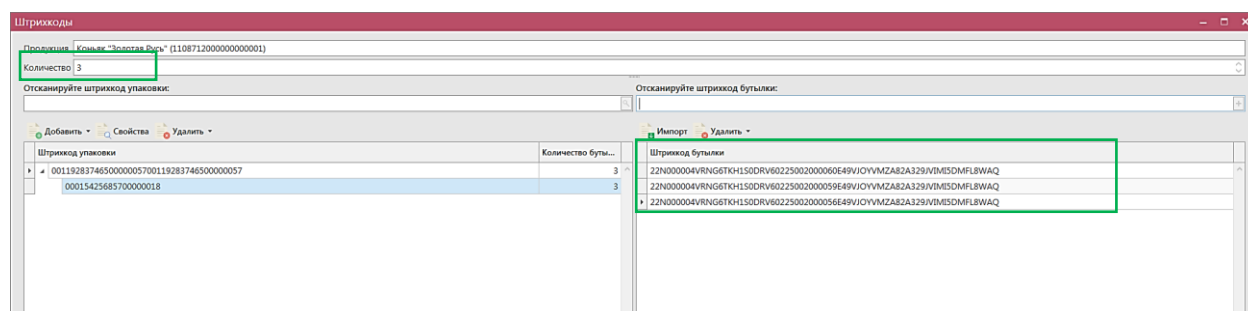 Штрихкоды
Продукция Коньяк "Золотая Русь" (1108712000000000001)
Количество 3
Отсканируйте штрихкод упаковки: Отсканируйте штрихкод бутылки:
Добавить Свойства Удалить Импорт Удалить
Штрихкод упаковки Количество буты... Штрихкод бутылки
00119283746500000057001192837465000000057 3 22N000004VRNG6TKH1S0DRV60225002000060E49VJOYVMZA82A329JVIMI5DMFL8WAQ
00015425685700000018 3 22N000004VRNG6TKH1S0DRV60225002000059E49VJOYVMZA82A329JVIMI5DMFL8WAQ
22N000004VRNG6TKH1S0DRV60225002000056E49VJOYVMZA82A329JVIMI5DMFL8WAQ